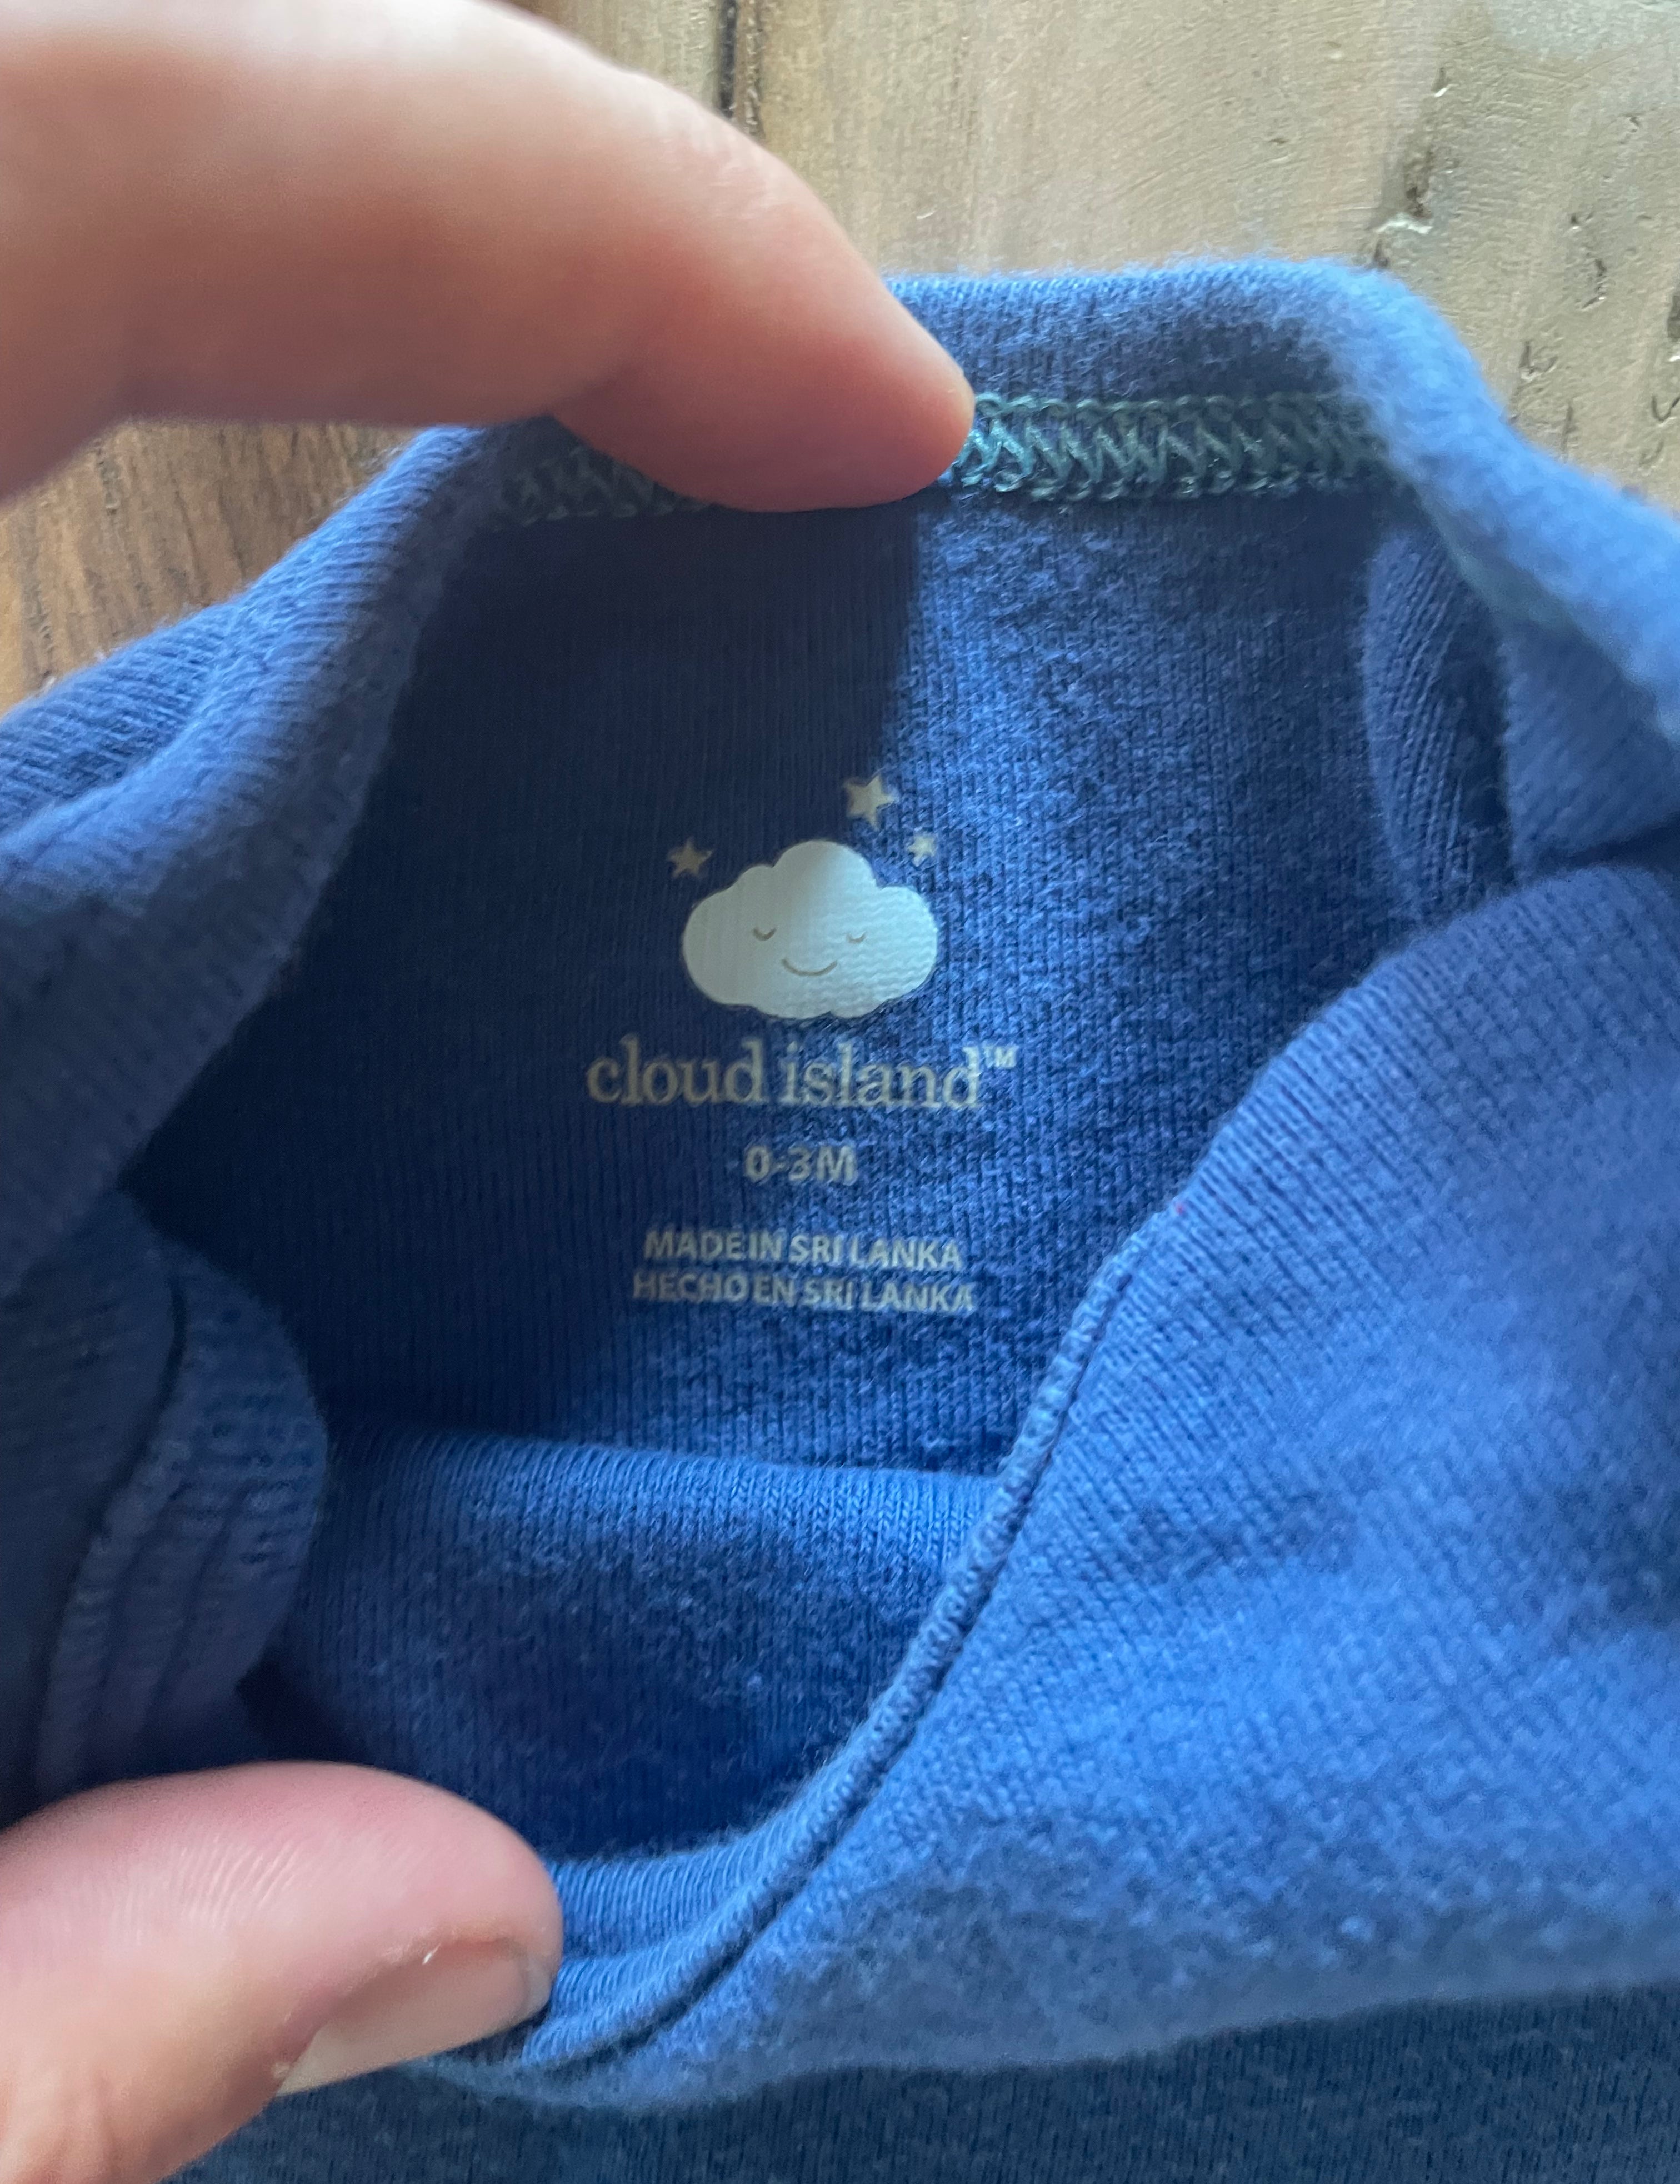 cloud island™
0-3M
MADE IN SRI LANKA
HECHO EN SRI LANKA